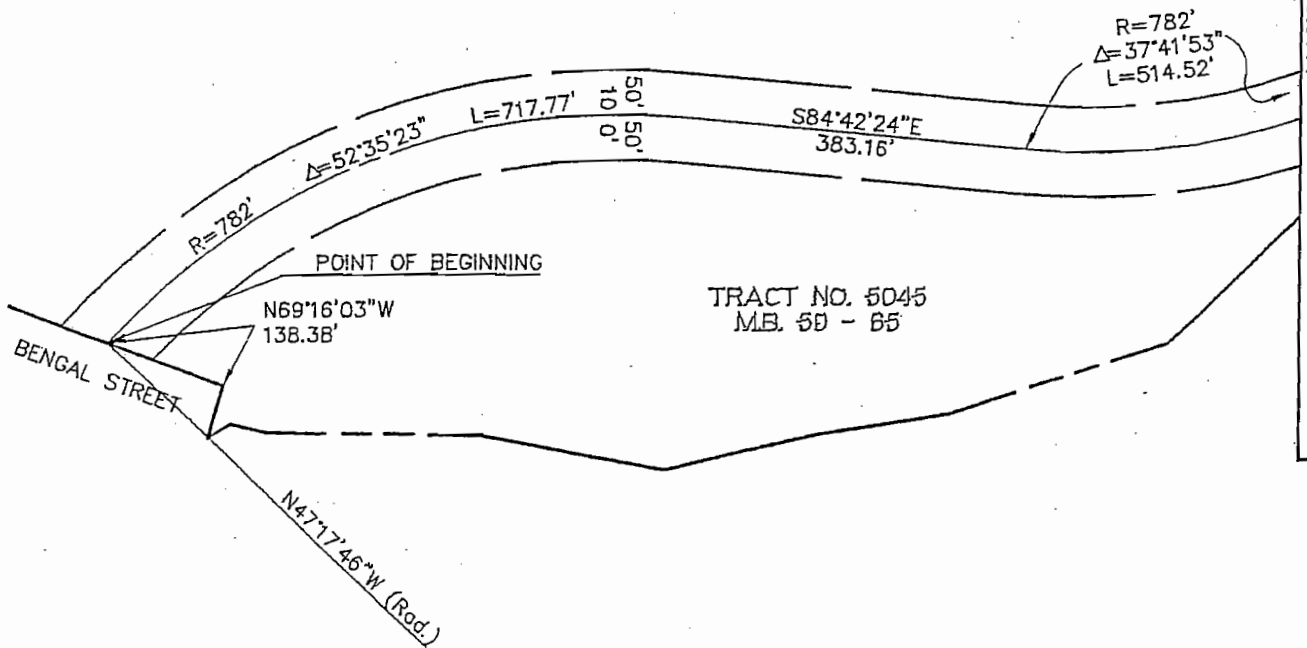 R=782'
Δ=37°41'53"
L=514.52'
50'
10
0'
50'
L=717.77'
Δ=52°35'23"
R=782'
S84°42'24"E
383.16'
POINT OF BEGINNING
N69°16'03"W
138.38'
TRACT NO. 5045
M.B. 59 - 65
BENGAL STREET
N47°17'46"W (Rad.)